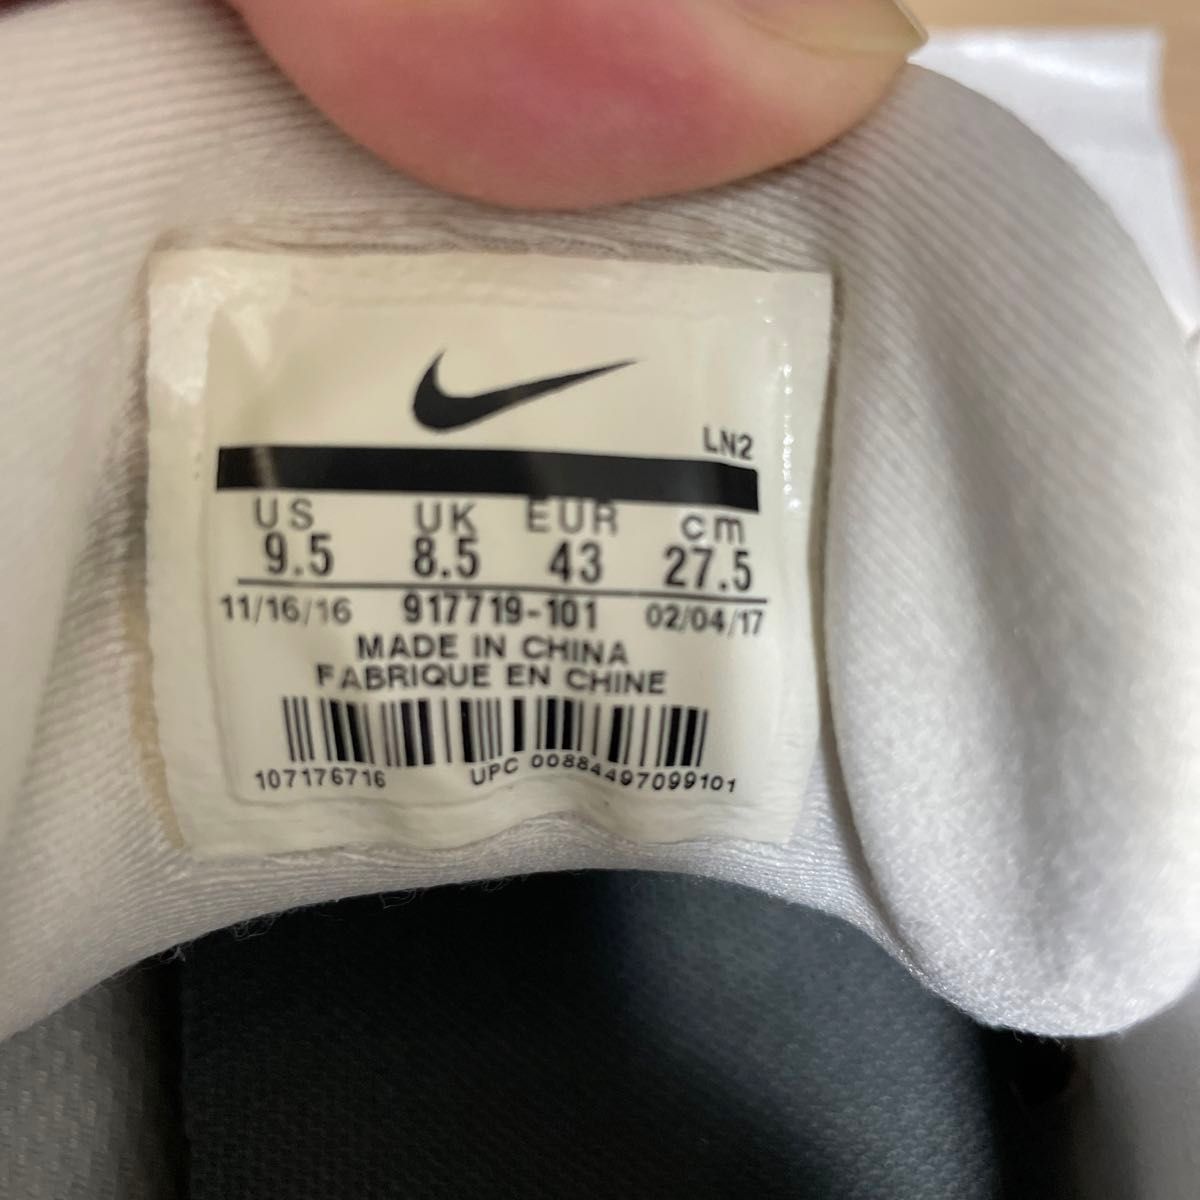 LN2
US UK EUR cm
9.5 8.5 43 27.5
11/16/16 917719-101 02/04/17
MADE IN CHINA
FABRIQUE EN CHINE
107176716 UPC 00884497099101